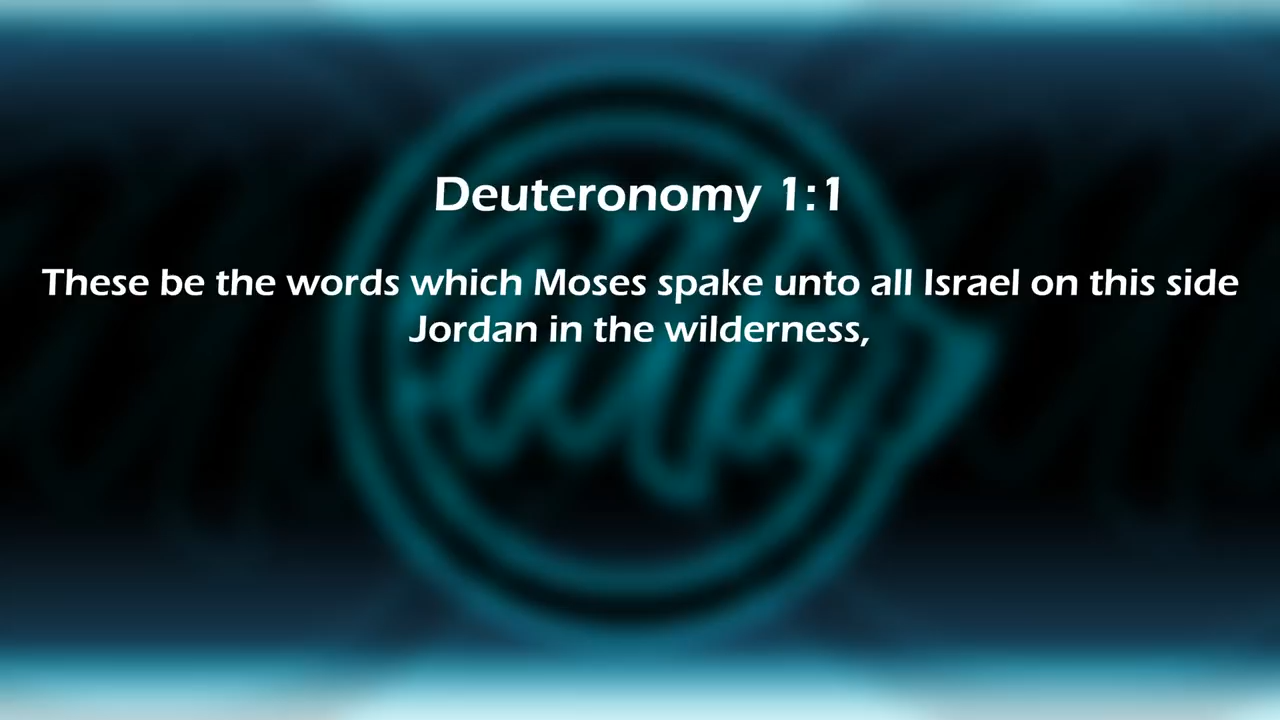 Deuteronomy 1:1
These be the words which Moses spake unto all Israel on this side
Jordan in the wilderness,